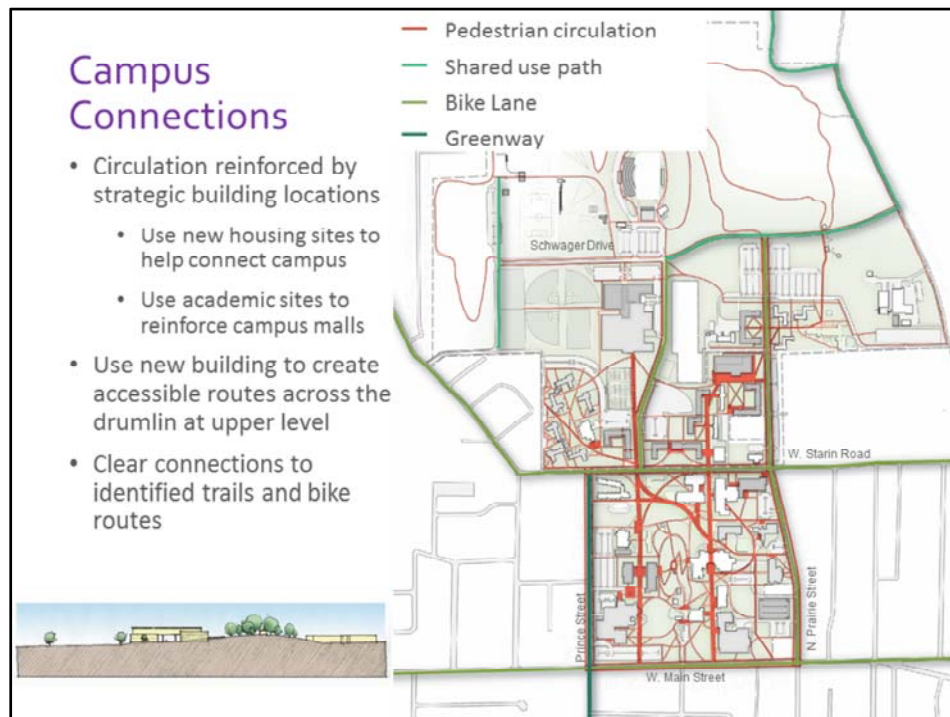 Campus
Connections
• Circulation reinforced by
strategic building locations
• Use new housing sites to
help connect campus
• Use academic sites to
reinforce campus malls
• Use new building to create
accessible routes across the
drumlin at upper level
• Clear connections to
identified trails and bike
routes
Pedestrian circulation
Shared use path
Bike Lane
Greenway
Schwager Drive
W. Starin Road
Prince Street
N Prairie Street
W. Main Street